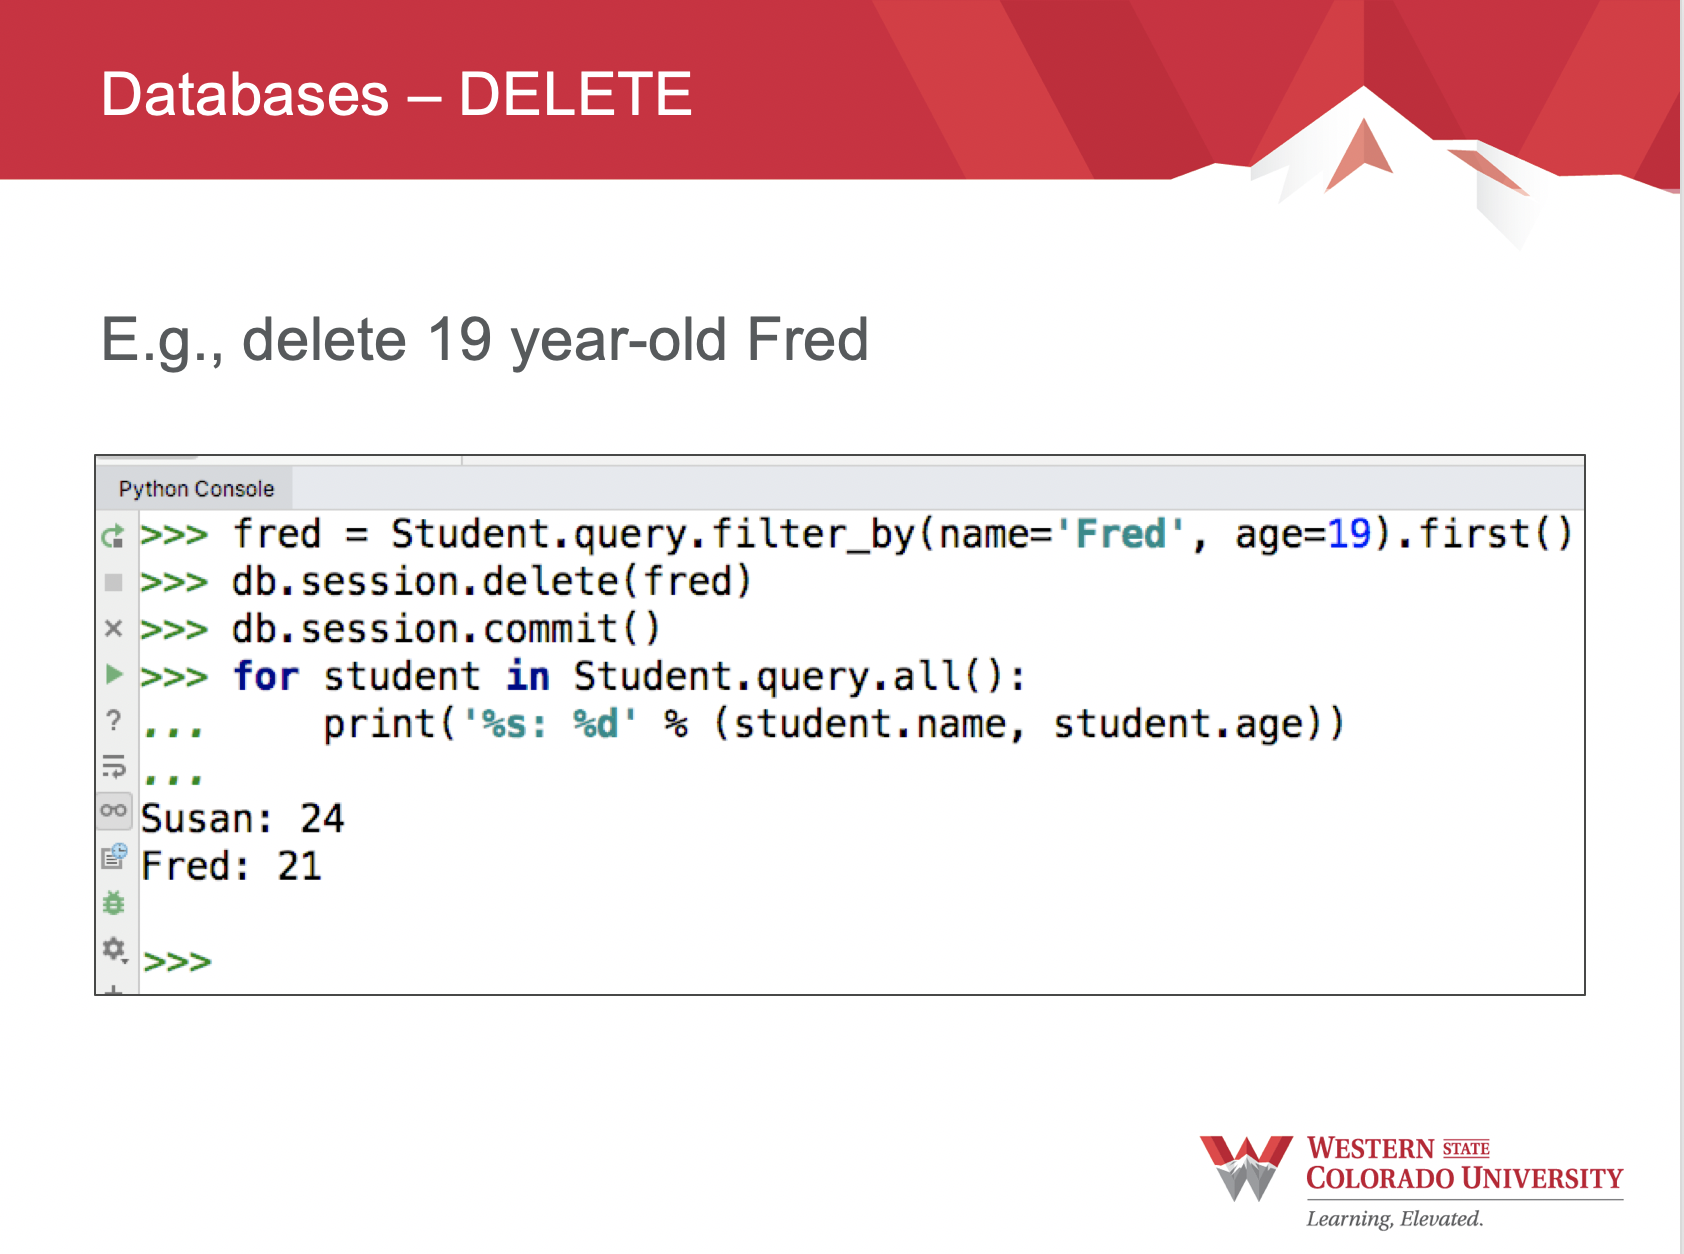 Databases – DELETE
E.g., delete 19 year-old Fred
Python Console
>>> fred = Student.query.filter_by(name='Fred', age=19).first()
>>> db.session.delete(fred)
>>> db.session.commit()
>>> for student in Student.query.all():
...     print('%s: %d' % (student.name, student.age))
...
Susan: 24
Fred: 21
>>>
WESTERN STATE
COLORADO UNIVERSITY
Learning, Elevated.